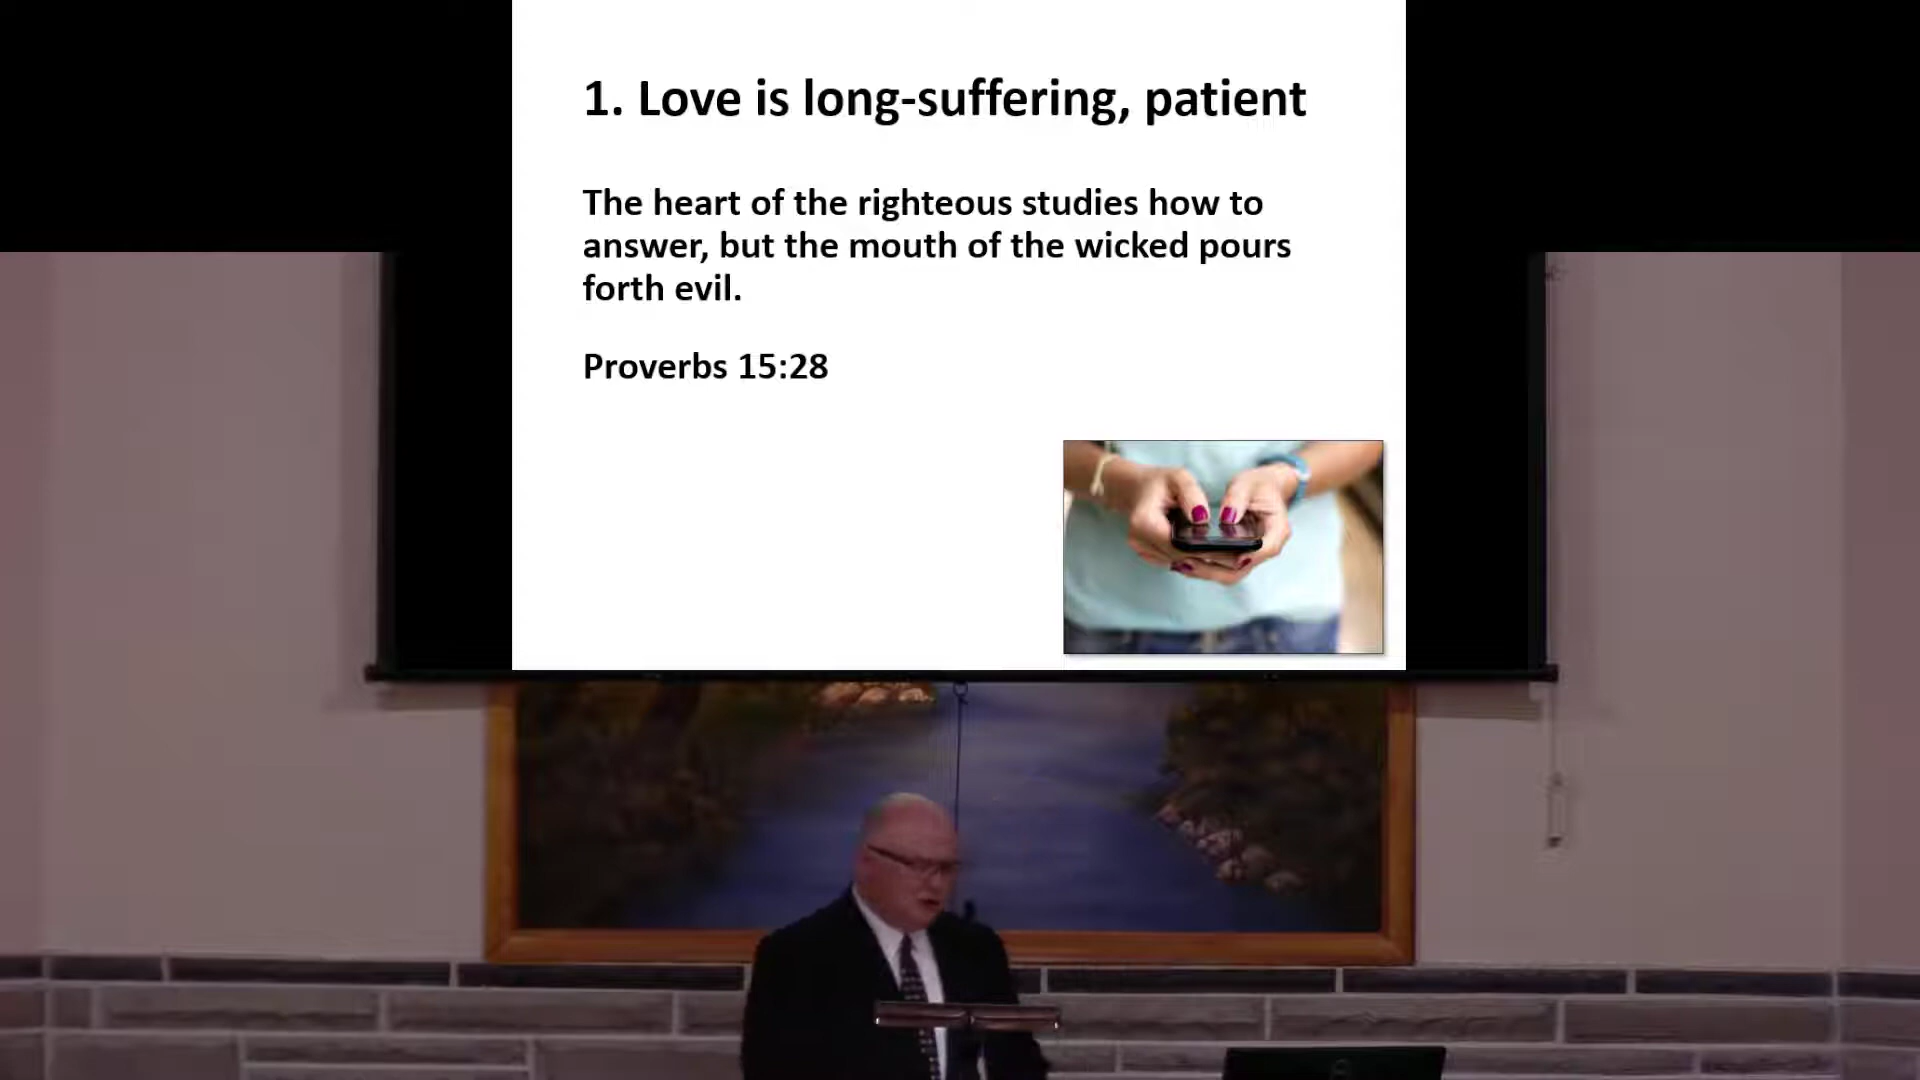 1. Love is long-suffering, patient
The heart of the righteous studies how to
answer, but the mouth of the wicked pours
forth evil.
Proverbs 15:28